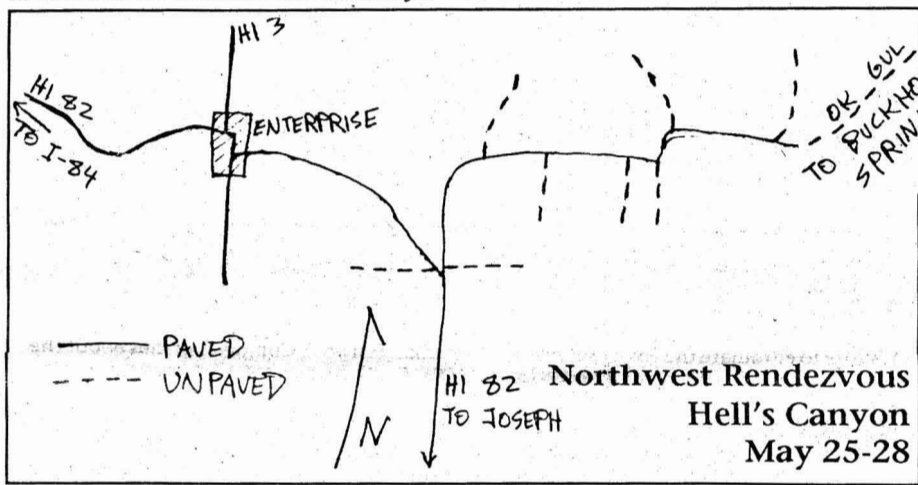 HI 3
HI 82
TO I-84
ENTERPRISE
OK GUL
TO BUCKHO
SPRIN
PAVED
UNPAVED
N
HI 82
TO JOSEPH
Northwest Rendezvous
Hell's Canyon
May 25-28